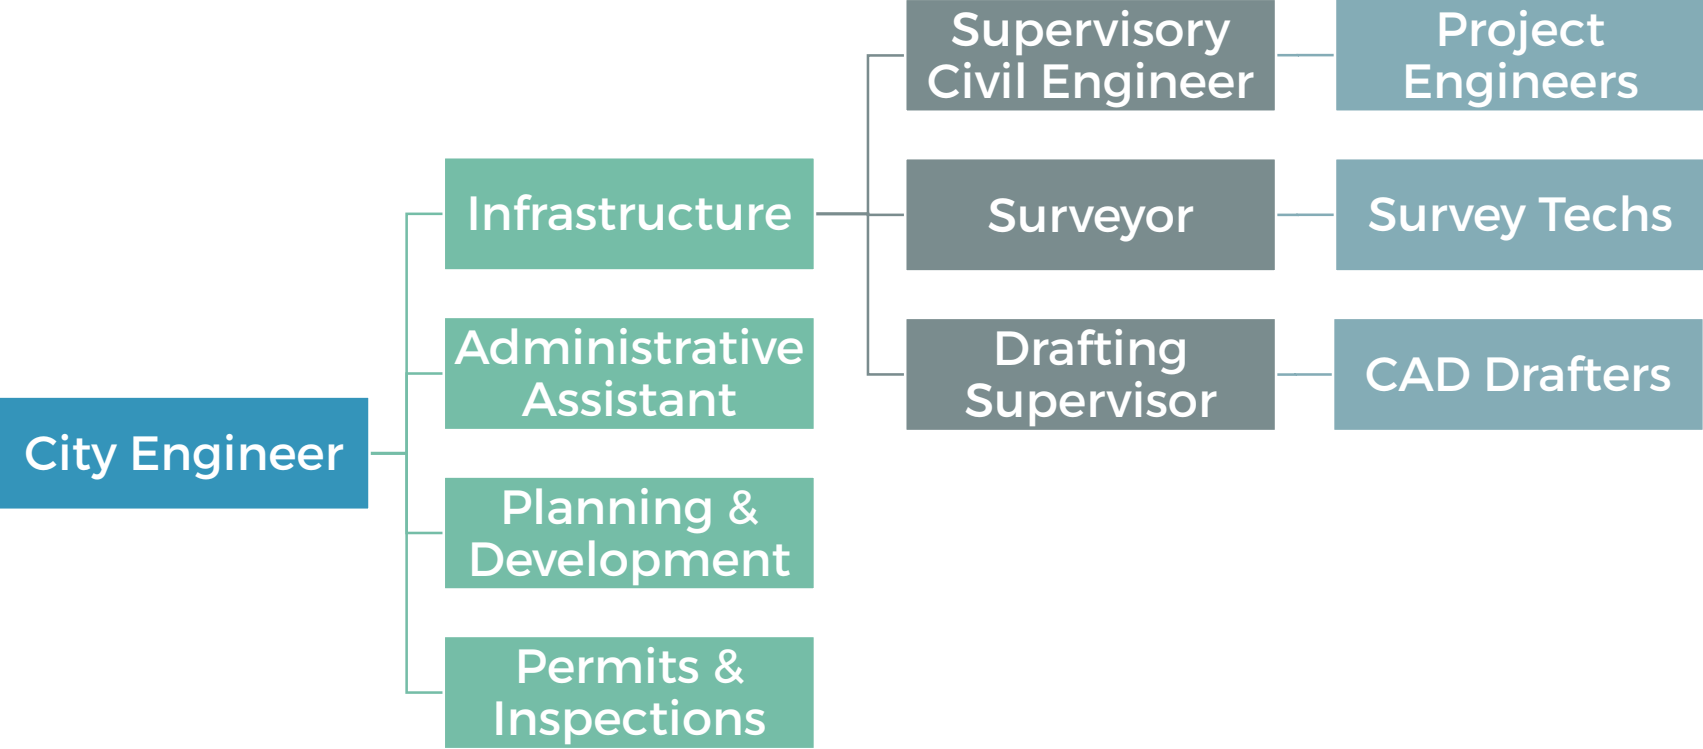 City Engineer
Infrastructure
Supervisory
Civil Engineer
Project
Engineers
Surveyor
Survey Techs
Drafting
Supervisor
CAD Drafters
Administrative
Assistant
Planning &
Development
Permits &
Inspections